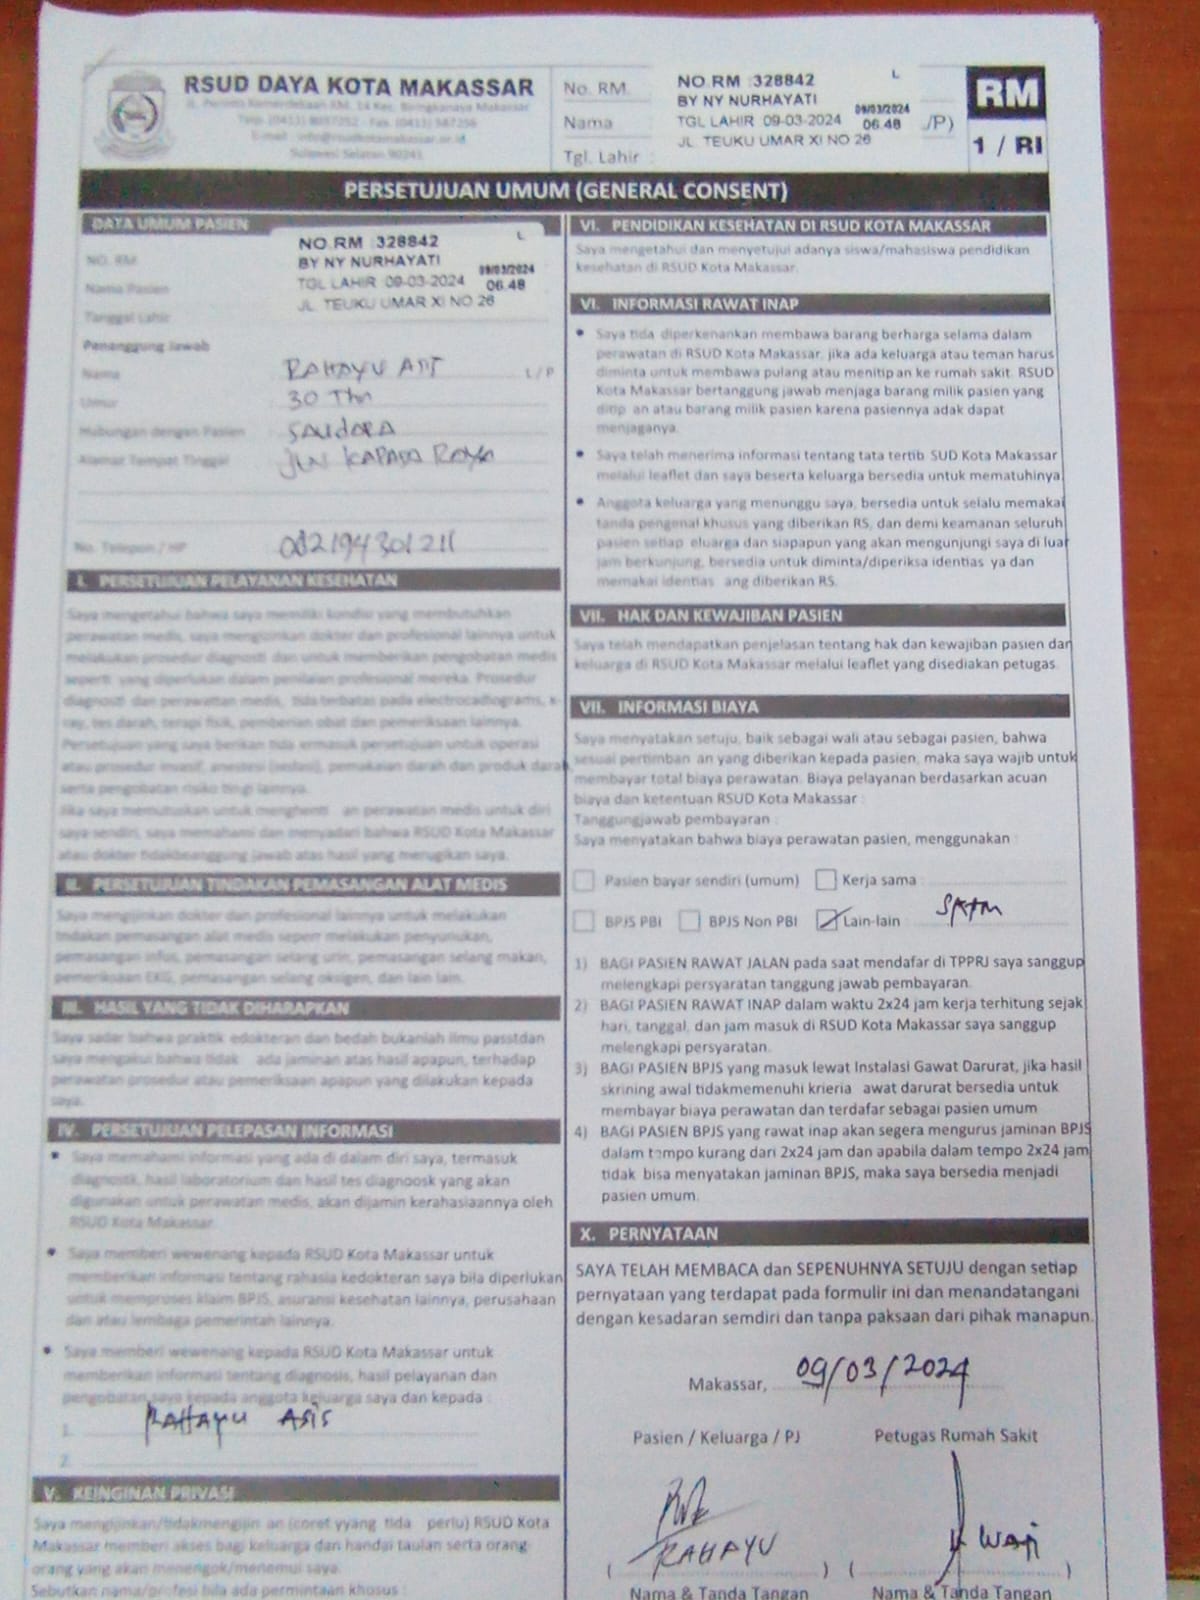 RSUD DAYA KOTA MAKASSAR
Jl. Perintis Kemerdekaan KM. 14 Kec. Biringkanaya Makassar
Sulawesi Selatan 90241
No. RM.
Nama
Tgl. Lahir :
NO.RM :328842 L
BY NY NURHAYATI
TGL LAHIR 09-03-2024 09/03/2024 06.48
JL. TEUKU UMAR XI NO 26
/P)
RM
1 / RI
PERSETUJUAN UMUM (GENERAL CONSENT)
DATA UMUM PASIEN
NO. RM
Nama Pasien
Tanggal Lahir
NO.RM :328842 L
BY NY NURHAYATI
TGL LAHIR :09-03-2024 09/03/2024 06.48
JL. TEUKU UMAR XI NO 26
Penanggung Jawab
Nama RAHAYU L/P
Umur 30 Thn
Hubungan dengan Pasien SAUDARA
Alamat Tempat Tinggal JLN KAPASA RAYA
No. Telepon / HP 082194301211
I. PERSETUJUAN PELAYANAN KESEHATAN
Saya mengetahui bahwa saya memiliki kondisi yang membutuhkan
perawatan medis, saya mengizinkan dokter dan profesional lainnya untuk
melakukan prosedur diagnosti dan untuk memberikan pengobatan medis
seperti yang diperlukan dalam penilaian profesional mereka. Prosedur
diagnosti dan perawattan medis, tida terbatas pada electrocadiograms, x-
ray, tes darah, terapi fisik, pemberian obat dan pemeriksaan lainnya.
Persetujuan yang saya berikan tida ermasuk persetujuan untuk operasi
atau prosedur invasif, anestesi (sedasi), pemakaian darah dan produk darah,
serta pengobatan risiko tingi lainnya.
Jika saya memutuskan untuk menghenti an perawatan medis untuk diri
saya sendiri, saya memahami dan menyadari bahwa RSUD Kota Makassar
atau dokter tidakbeanggung jawab atas hasil yang merugikan saya.
II. PERSETUJUAN TINDAKAN PEMASANGAN ALAT MEDIS
Saya mengijinkan dokter dan profesional lainnya untuk melakukan
tindakan pemasangan alat medis seperr melakukan penyunukan,
pemasangan infus, pemasangan selang urin, pemasangan selang makan,
pemeriksaan EKG, pemasangan selang oksigen, dan lain lain.
III. HASIL YANG TIDAK DIHARAPKAN
Saya sadar bahwa praktik edokteran dan bedah bukanlah ilmu passtdan
saya mengakui bahwa tidak ada jaminan atas hasil apapun, terhadap
perawatan prosedur atau pemeriksaan apapun yang dilakukan kepada
saya.
IV. PERSETUJUAN PELEPASAN INFORMASI
• Saya memahami informasi yang ada di dalam diri saya, termasuk
diagnostk, hasil laboratorium dan hasil tes diagnoosk yang akan
digunakan untuk perawatan medis, akan dijamin kerahasiaannya oleh
RSUD Kota Makassar.
• Saya memberi wewenang kepada RSUD Kota Makassar untuk
memberikan informasi tentang rahasia kedokteran saya bila diperlukan
untuk memproses klaim BPJS, asuransi kesehatan lainnya, perusahaan
dan atau lembaga pemerintah lainnya.
• Saya memberi wewenang kepada RSUD Kota Makassar untuk
memberikan informasi tentang diagnosis, hasil pelayanan dan
pengobatan saya kepada anggota keluarga saya dan kepada :
1. RAHAYU ASIS
2.
V. KEINGINAN PRIVASI
Saya mengijinkan/tidakmengijin an (coret yyang tida perlu) RSUD Kota
Makassar memberi akses bagi keluarga dan handai taulan serta orang-
orang yang akan menengok/menemui saya.
Sebutkan nama/profesi bila ada permintaan khusus :
VI. PENDIDIKAN KESEHATAN DI RSUD KOTA MAKASSAR
Saya mengetahui dan menyetujui adanya siswa/mahasiswa pendidikan
kesehatan di RSUD Kota Makassar.
VI. INFORMASI RAWAT INAP
• Saya tida diperkenankan membawa barang berharga selama dalam
perawatan di RSUD Kota Makassar, jika ada keluarga atau teman harus
diminta untuk membawa pulang atau menitip an ke rumah sakit. RSUD
Kota Makassar bertanggung jawab menjaga barang milik pasien yang
ditip an atau barang milik pasien karena pasiennya adak dapat
menjaganya.
• Saya telah menerima informasi tentang tata tertib SUD Kota Makassar
melalui leaflet dan saya beserta keluarga bersedia untuk mematuhinya.
• Anggota keluarga yang menunggu saya, bersedia untuk selalu memakai
tanda pengenal khusus yang diberikan RS, dan demi keamanan seluruh
pasien setiap eluarga dan siapapun yang akan mengunjungi saya di luar
jam berkunjung, bersedia untuk diminta/diperiksa identias ya dan
memakai identias ang diberikan RS.
VII. HAK DAN KEWAJIBAN PASIEN
Saya telah mendapatkan penjelasan tentang hak dan kewajiban pasien dan
keluarga di RSUD Kota Makassar melalui leaflet yang disediakan petugas.
VII. INFORMASI BIAYA
Saya menyatakan setuju, baik sebagai wali atau sebagai pasien, bahwa
sesuai pertimban an yang diberikan kepada pasien, maka saya wajib untuk
membayar total biaya perawatan. Biaya pelayanan berdasarkan acuan
biaya dan ketentuan RSUD Kota Makassar :
Tanggungjawab pembayaran :
Saya menyatakan bahwa biaya perawatan pasien, menggunakan :
Pasien bayar sendiri (umum) Kerja sama :
BPJS PBI BPJS Non PBI Lain-lain
1) BAGI PASIEN RAWAT JALAN pada saat mendafar di TPPRJ saya sanggup
melengkapi persyaratan tanggung jawab pembayaran.
2) BAGI PASIEN RAWAT INAP dalam waktu 2x24 jam kerja terhitung sejak
hari, tanggal, dan jam masuk di RSUD Kota Makassar saya sanggup
melengkapi persyaratan.
3) BAGI PASIEN BPJS yang masuk lewat Instalasi Gawat Darurat, jika hasil
skrining awal tidakmemenuhi krieria awat darurat bersedia untuk
membayar biaya perawatan dan terdafar sebagai pasien umum
4) BAGI PASIEN BPJS yang rawat inap akan segera mengurus jaminan BPJS
dalam tempo kurang dari 2x24 jam dan apabila dalam tempo 2x24 jam
tidak bisa menyatakan jaminan BPJS, maka saya bersedia menjadi
pasien umum.
X. PERNYATAAN
SAYA TELAH MEMBACA dan SEPENUHNYA SETUJU dengan setiap
pernyataan yang terdapat pada formulir ini dan menandatangani
dengan kesadaran semdiri dan tanpa paksaan dari pihak manapun.
Makassar, 09/03/2024
Pasien / Keluarga / PJ Petugas Rumah Sakit
( RAHAYU ) ( )
Nama & Tanda Tangan Nama & Tanda Tangan